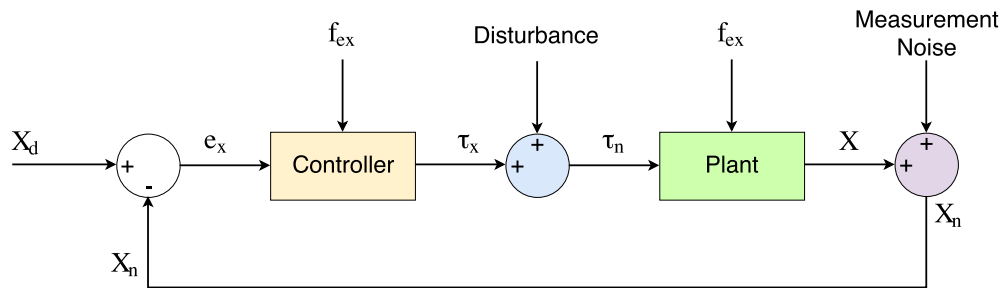 Measurement
Noise
f_ex
Disturbance
f_ex
X_d
+
-
e_x
Controller
τ_x
+
+
τ_n
Plant
X
+
+
X_n
X_n